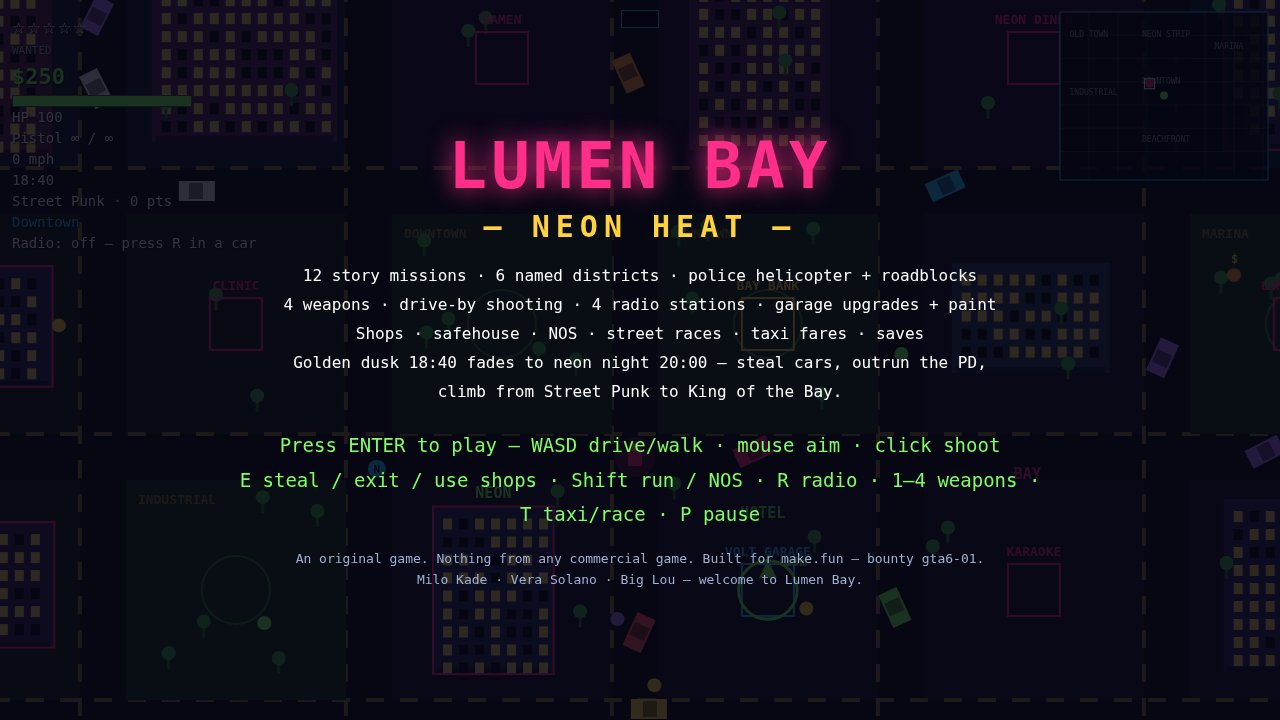 ☆☆☆☆☆
WANTED
$250
HP 100
Pistol ∞ / ∞
0 mph
18:40
Street Punk · 0 pts
Downtown
Radio: off — press R in a car
OLD TOWN
NEON STRIP
MARINA
INDUSTRIAL
BEACHFRONT
LUMEN BAY
— NEON HEAT —
12 story missions · 6 named districts · police helicopter + roadblocks
4 weapons · drive-by shooting · 4 radio stations · garage upgrades + paint
Shops · safehouse · NOS · street races · taxi fares · saves
Golden dusk 18:40 fades to neon night 20:00 — steal cars, outrun the PD,
climb from Street Punk to King of the Bay.
Press ENTER to play — WASD drive/walk · mouse aim · click shoot
E steal / exit / use shops · Shift run / NOS · R radio · 1–4 weapons ·
T taxi/race · P pause
An original game. Nothing from any commercial game. Built for make.fun — bounty gta6-01.
Milo Kade · Vera Solano · Big Lou — welcome to Lumen Bay.
DOWNTOWN
MARINA
$
CLINIC
BAY BANK
INDUSTRIAL
NEON
HOTEL
BAY
VOLT GARAGE
KARAOKE